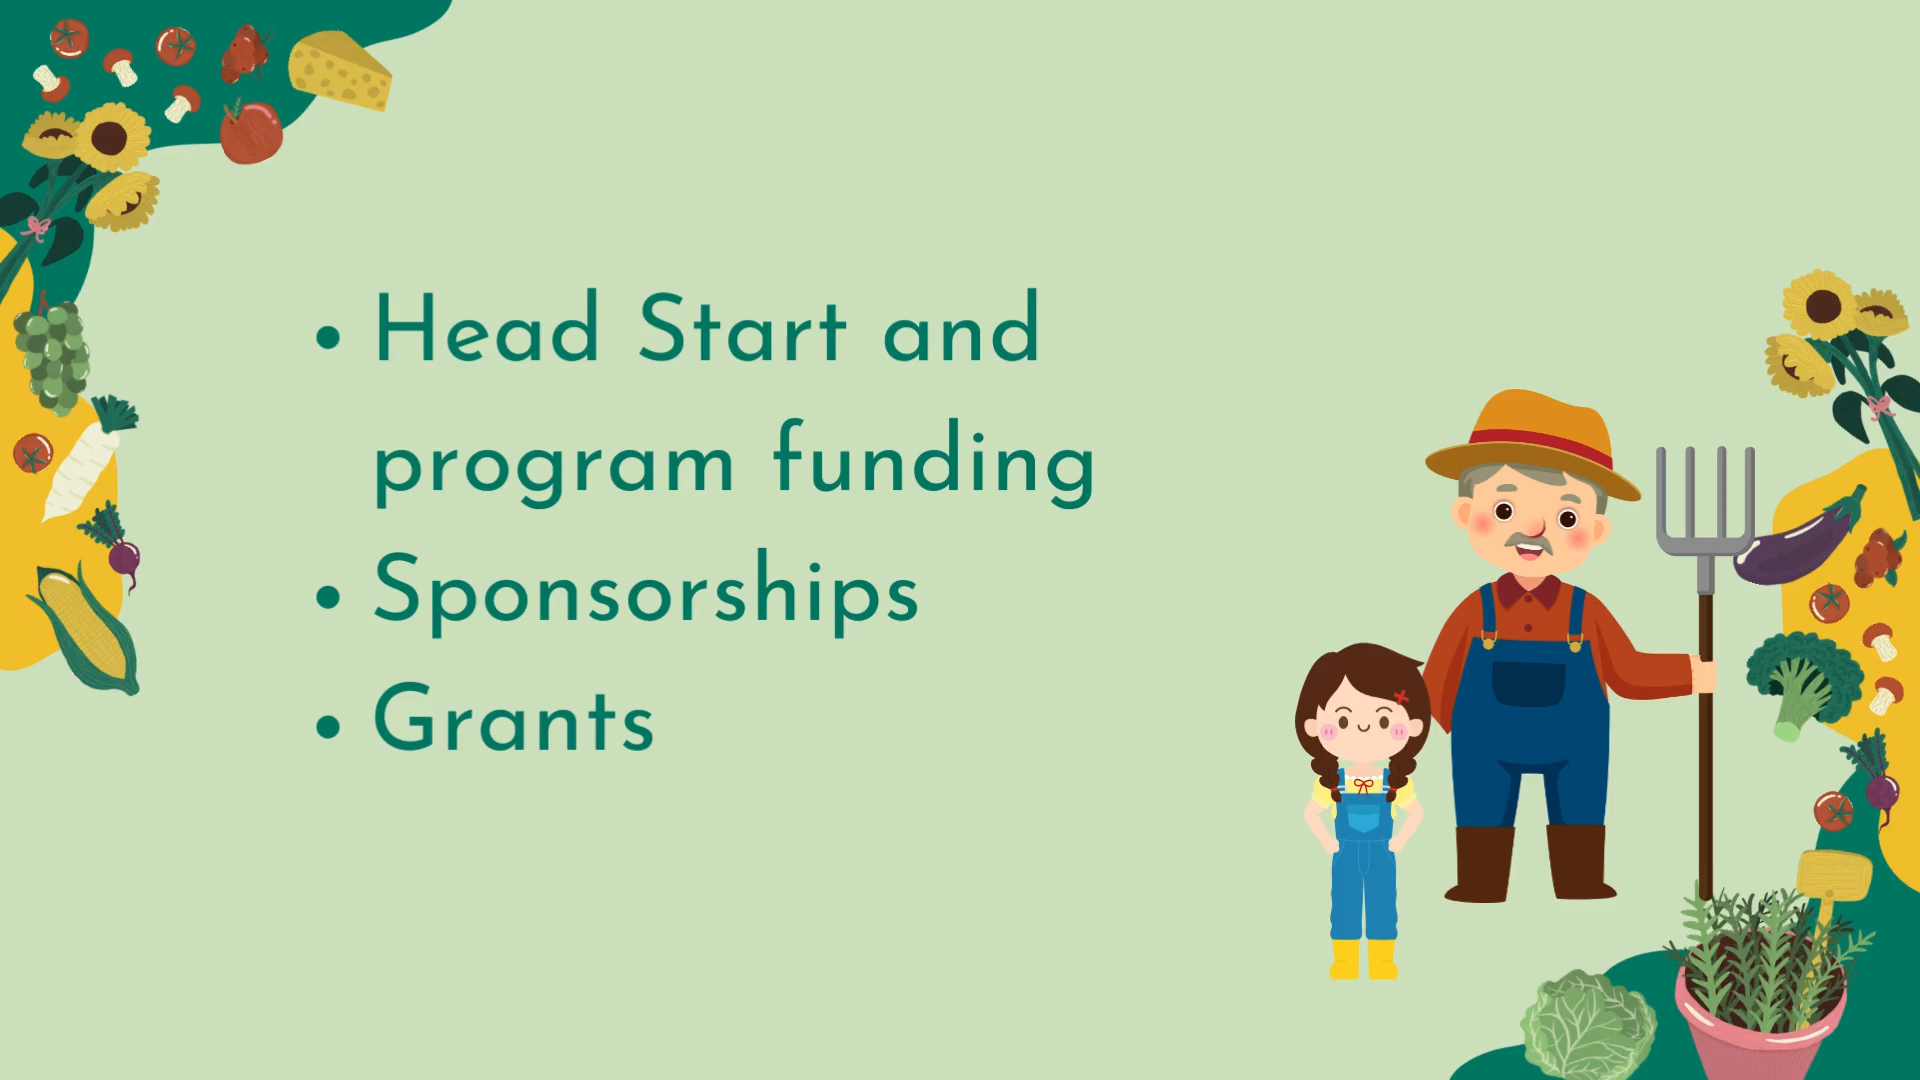 • Head Start and
program funding
• Sponsorships
• Grants